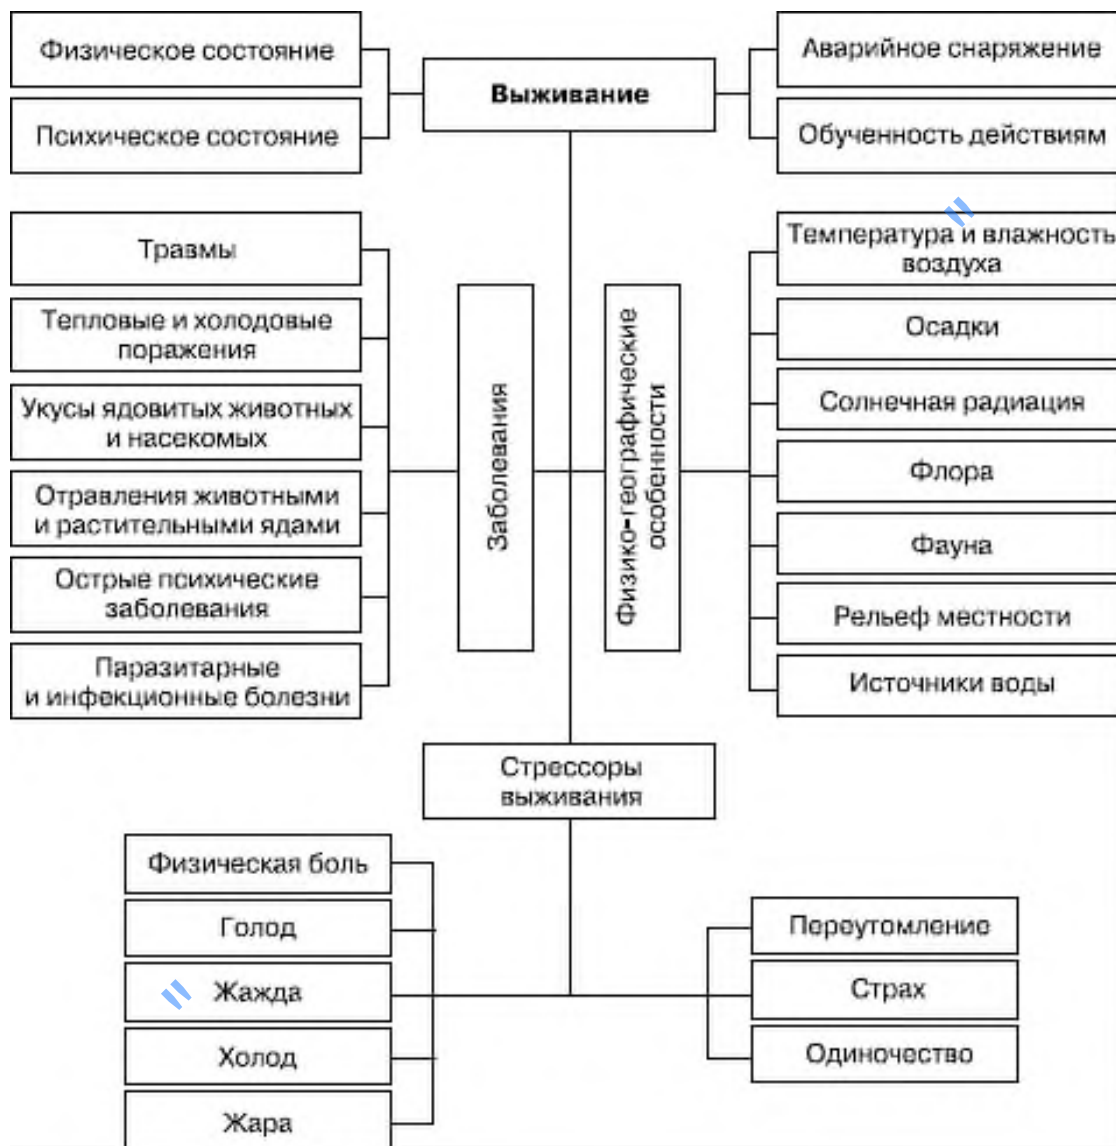 Физическое состояние
Психическое состояние
Выживание
Аварийное снаряжение
Обученность действиям
Травмы
Тепловые и холодовые
поражения
Укусы ядовитых животных
и насекомых
Отравления животными
и растительными ядами
Острые психические
заболевания
Паразитарные
и инфекционные болезни
Заболевания
Физико-географические
особенности
Температура и влажность
воздуха
Осадки
Солнечная радиация
Флора
Фауна
Рельеф местности
Источники воды
Стрессоры
выживания
Физическая боль
Голод
Жажда
Холод
Жара
Переутомление
Страх
Одиночество